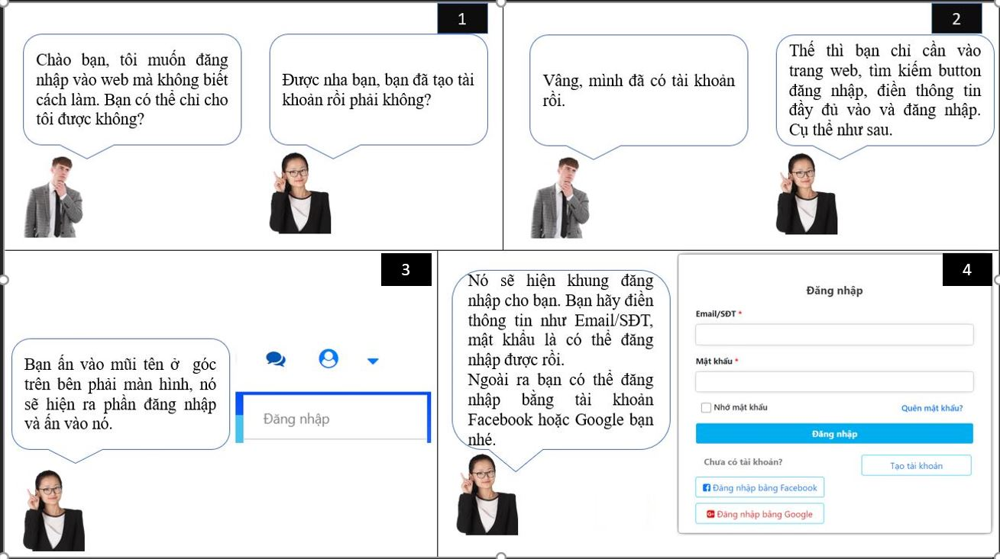 1
Chào bạn, tôi muốn đăng
nhập vào web mà không biết
cách làm. Bạn có thể chỉ cho
tôi được không?
Được nha bạn, bạn đã tạo tài
khoản rồi phải không?
2
Vâng, mình đã có tài khoản
rồi.
Thế thì bạn chỉ cần vào
trang web, tìm kiếm button
đăng nhập, điền thông tin
đầy đủ vào và đăng nhập.
Cụ thể như sau.
3
Bạn ấn vào mũi tên ở góc
trên bên phải màn hình, nó
sẽ hiện ra phần đăng nhập
và ấn vào nó.
Đăng nhập
4
Nó sẽ hiện khung đăng
nhập cho bạn. Bạn hãy điền
thông tin như Email/SĐT,
mật khẩu là có thể đăng
nhập được rồi.
Ngoài ra bạn có thể đăng
nhập bằng tài khoản
Facebook hoặc Google bạn
nhé.
Đăng nhập
Email/SĐT *
Mật khẩu *
Nhớ mật khẩu
Quên mật khẩu?
Đăng nhập
Chưa có tài khoản?
Tạo tài khoản
Đăng nhập bằng Facebook
G+ Đăng nhập bằng Google